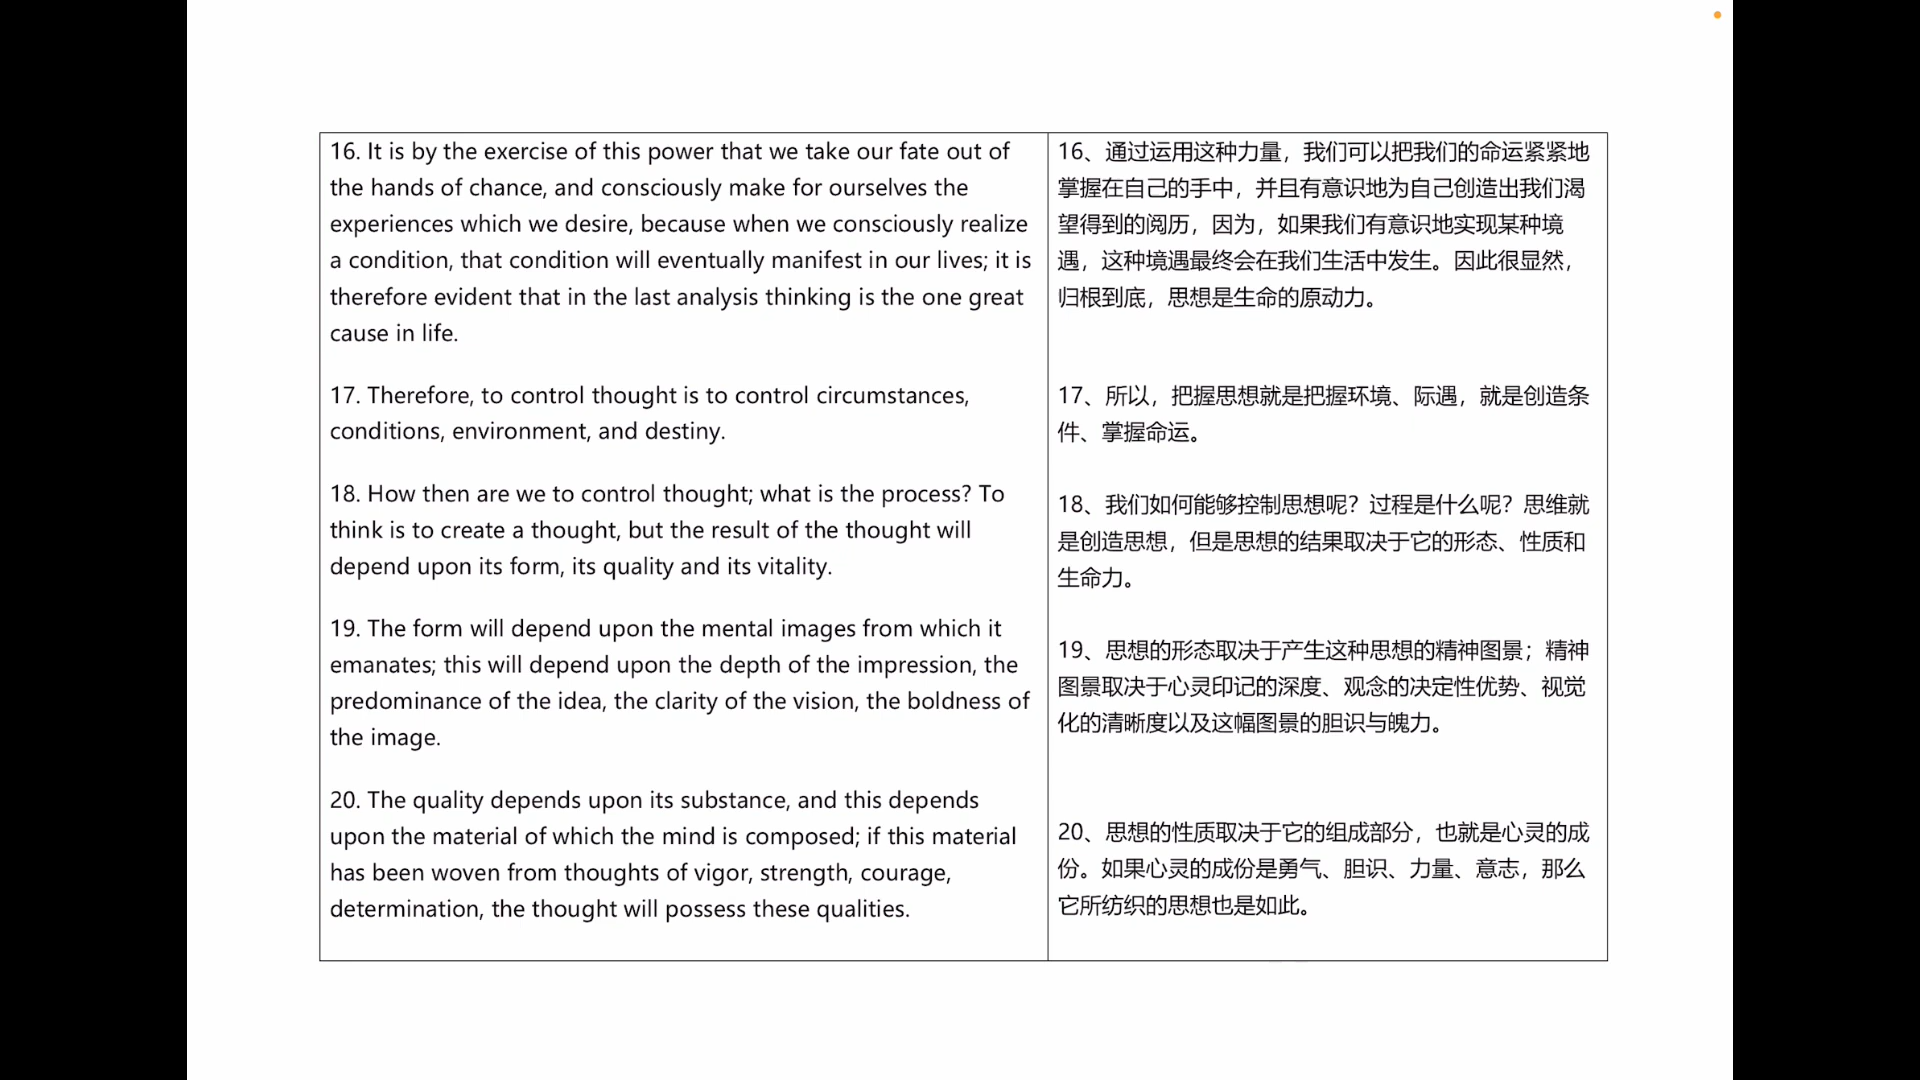 16. It is by the exercise of this power that we take our fate out of
the hands of chance, and consciously make for ourselves the
experiences which we desire, because when we consciously realize
a condition, that condition will eventually manifest in our lives; it is
therefore evident that in the last analysis thinking is the one great
cause in life.
17. Therefore, to control thought is to control circumstances,
conditions, environment, and destiny.
18. How then are we to control thought; what is the process? To
think is to create a thought, but the result of the thought will
depend upon its form, its quality and its vitality.
19. The form will depend upon the mental images from which it
emanates; this will depend upon the depth of the impression, the
predominance of the idea, the clarity of the vision, the boldness of
the image.
20. The quality depends upon its substance, and this depends
upon the material of which the mind is composed; if this material
has been woven from thoughts of vigor, strength, courage,
determination, the thought will possess these qualities.
16、通过运用这种力量，我们可以把我们的命运紧紧地
掌握在自己的手中，并且有意识地为自己创造出我们渴
望得到的阅历，因为，如果我们有意识地实现某种境
遇，这种境遇最终会在我们生活中发生。因此很显然，
归根到底，思想是生命的原动力。
17、所以，把握思想就是把握环境、际遇，就是创造条
件、掌握命运。
18、我们如何能够控制思想呢？过程是什么呢？思维就
是创造思想，但是思想的结果取决于它的形态、性质和
生命力。
19、思想的形态取决于产生这种思想的精神图景；精神
图景取决于心灵印记的深度、观念的决定性优势、视觉
化的清晰度以及这幅图景的胆识与魄力。
20、思想的性质取决于它的组成部分，也就是心灵的成
份。如果心灵的成份是勇气、胆识、力量、意志，那么
它所纺织的思想也是如此。